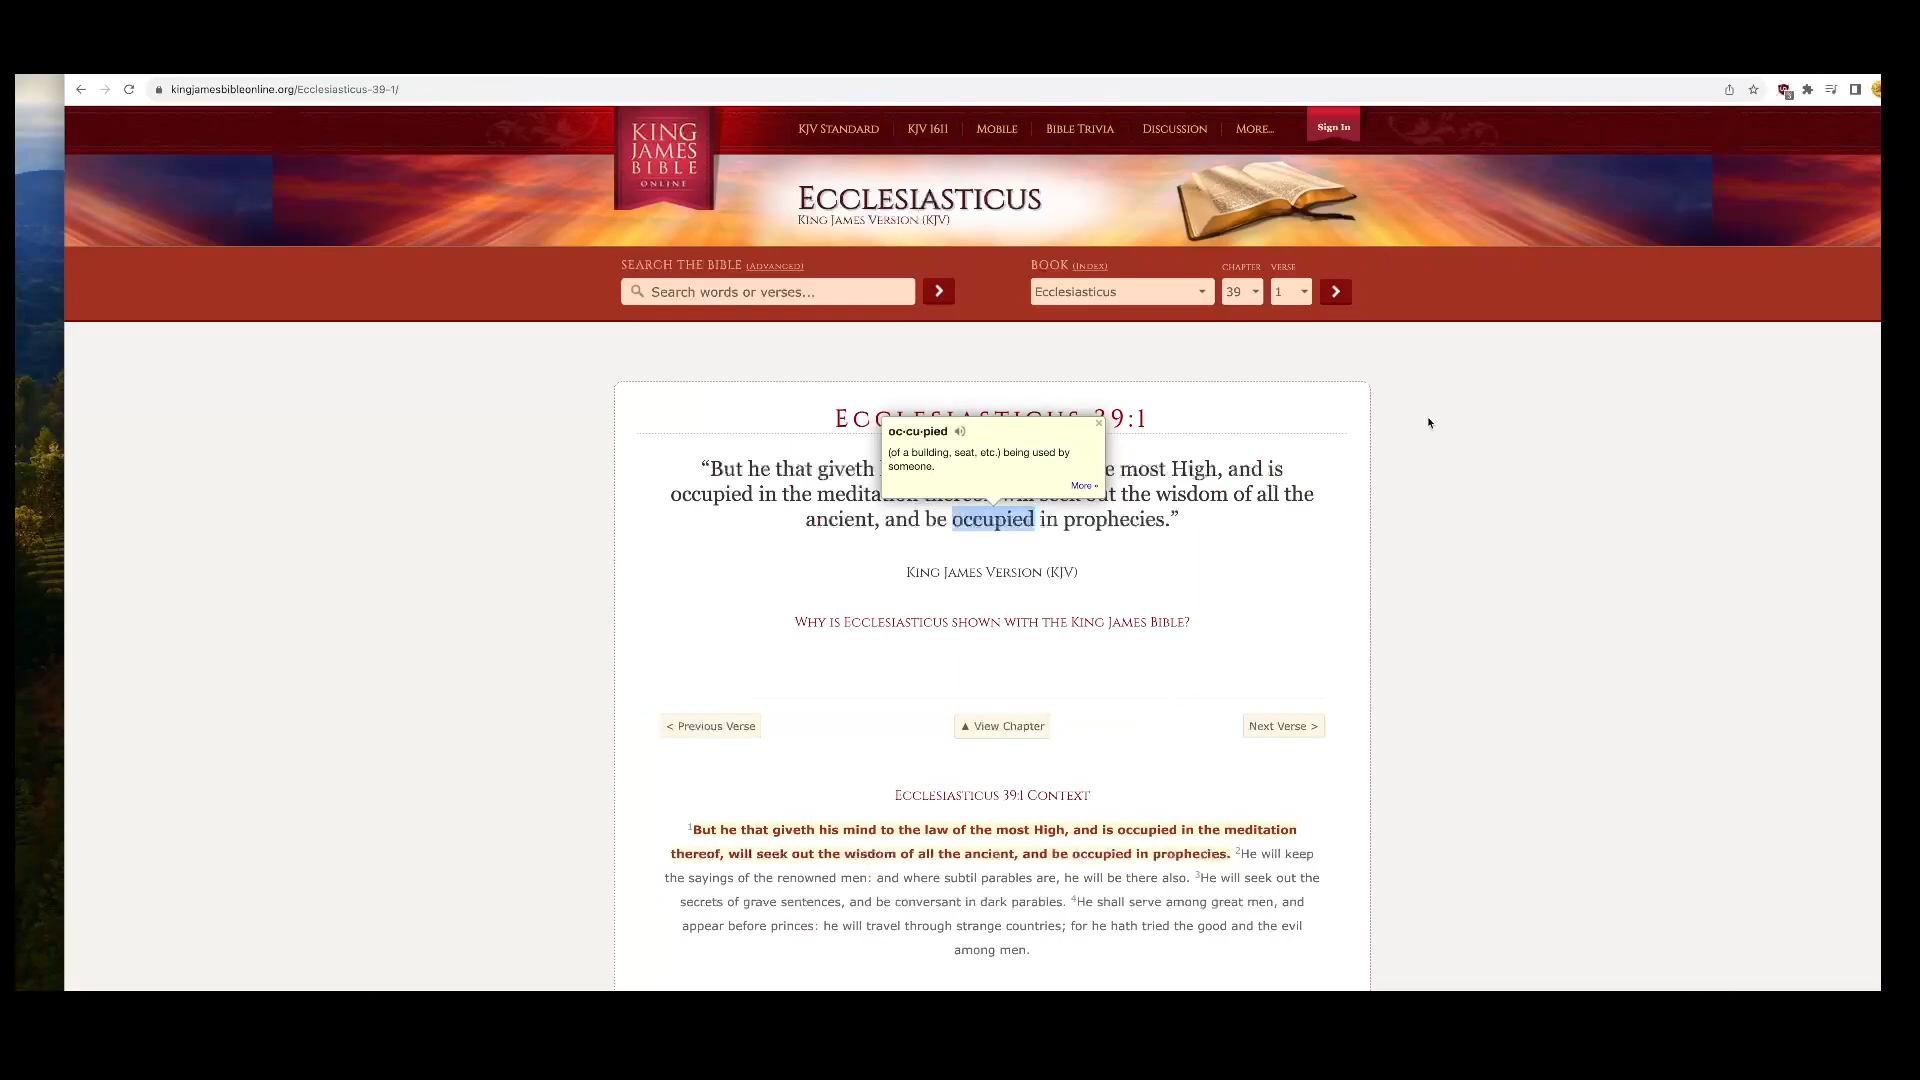 kingjamesbibleonline.org/Ecclesiasticus-39-1/
KING
JAMES
BIBLE
ONLINE
KJV STANDARD
KJV 1611
MOBILE
BIBLE TRIVIA
DISCUSSION
MORE...
Sign In
ECCLESIASTICUS
KING JAMES VERSION (KJV)
SEARCH THE BIBLE (ADVANCED)
Search words or verses...
BOOK (INDEX)
CHAPTER
VERSE
Ecclesiasticus
39
1
ECCLESIASTICUS 39:1
oc·cu·pied
(of a building, seat, etc.) being used by
someone.
More »
“But he that giveth
e most High, and is
occupied in the
the wisdom of all the
ancient, and be occupied in prophecies.”
KING JAMES VERSION (KJV)
WHY IS ECCLESIASTICUS SHOWN WITH THE KING JAMES BIBLE?
< Previous Verse
▲ View Chapter
Next Verse >
ECCLESIASTICUS 39:1 CONTEXT
1But he that giveth his mind to the law of the most High, and is occupied in the meditation
thereof, will seek out the wisdom of all the ancient, and be occupied in prophecies. 2He will keep
the sayings of the renowned men: and where subtil parables are, he will be there also. 3He will seek out the
secrets of grave sentences, and be conversant in dark parables. 4He shall serve among great men, and
appear before princes: he will travel through strange countries; for he hath tried the good and the evil
among men.